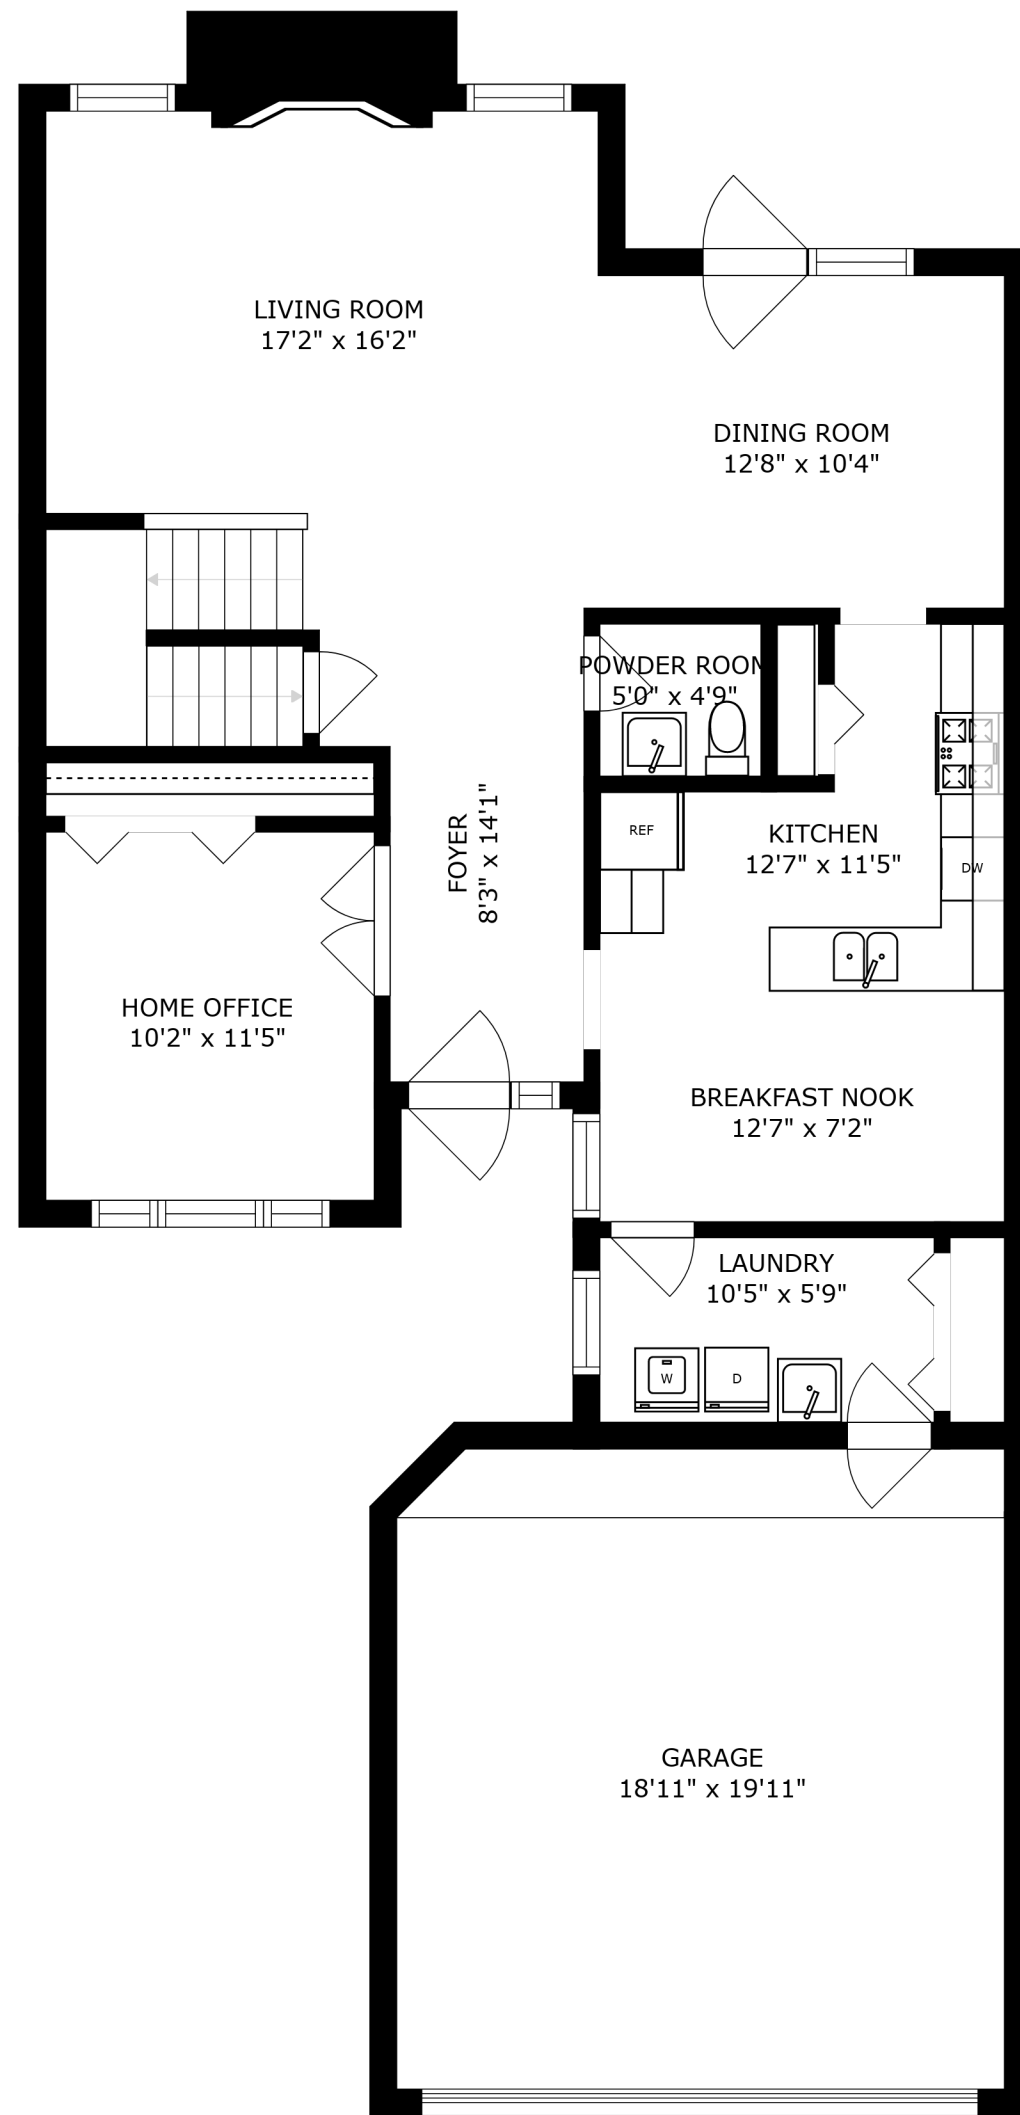 LIVING ROOM
17'2" x 16'2"
DINING ROOM
12'8" x 10'4"
POWDER ROOM
5'0" x 4'9"
FOYER
8'3" x 14'1"
REF
KITCHEN
12'7" x 11'5"
DW
HOME OFFICE
10'2" x 11'5"
BREAKFAST NOOK
12'7" x 7'2"
LAUNDRY
10'5" x 5'9"
W
D
GARAGE
18'11" x 19'11"